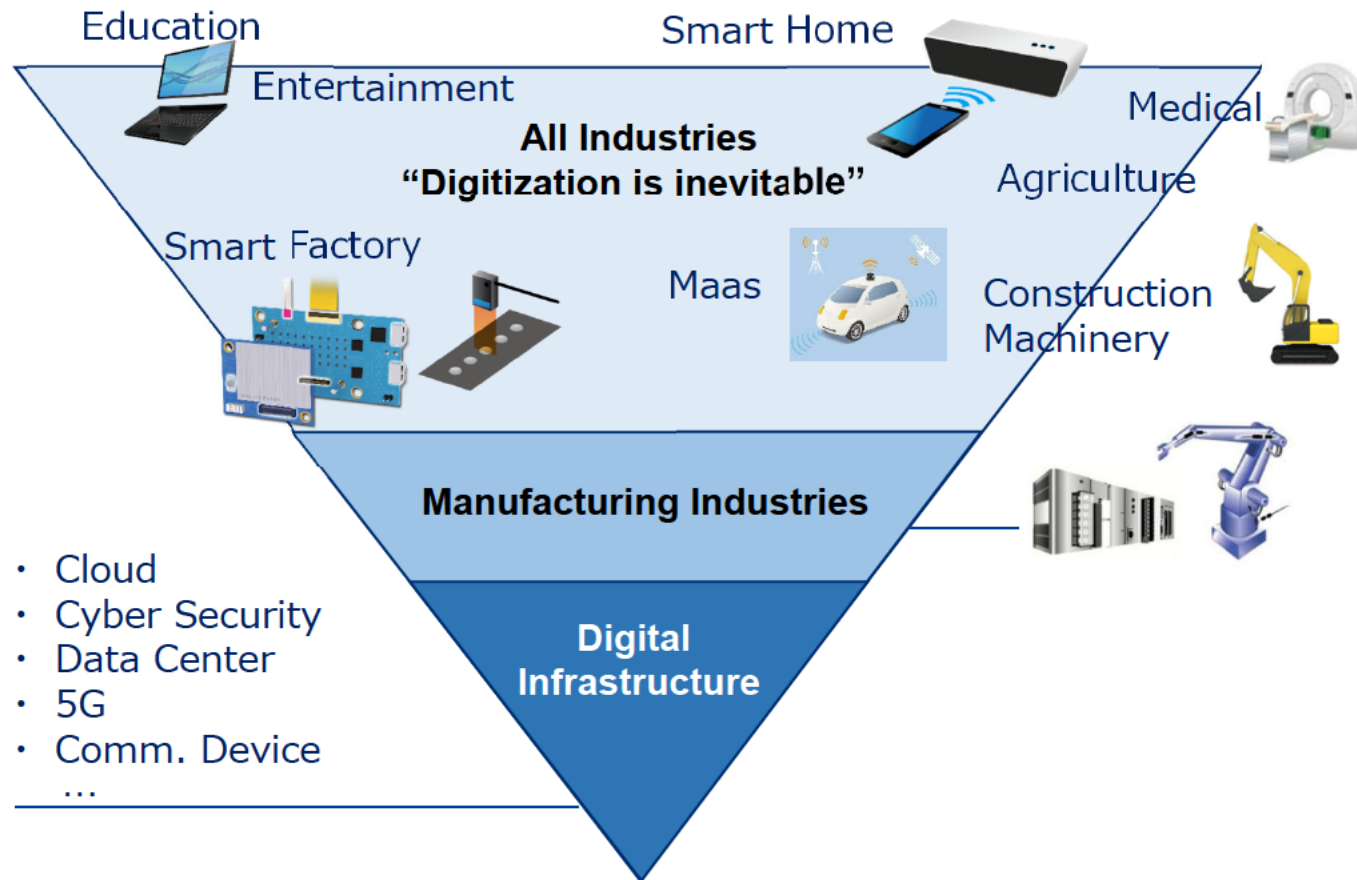 Education
Smart Home
Entertainment
Medical
All Industries
“Digitization is inevitable”
Agriculture
Smart Factory
Maas
Construction
Machinery
Manufacturing Industries
・ Cloud
・ Cyber Security
・ Data Center
・ 5G
・ Comm. Device
…
Digital
Infrastructure